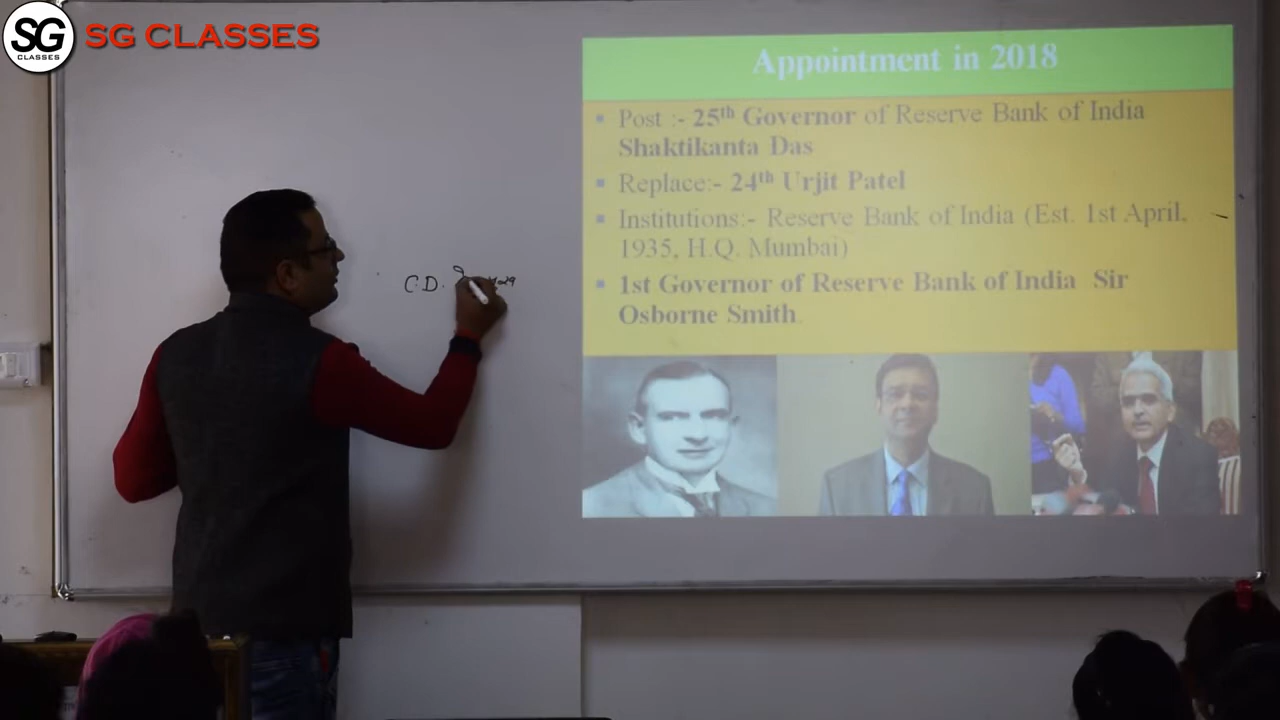 SG CLASSES
SG
CLASSES
Appointment in 2018
▪ Post :- 25th Governor of Reserve Bank of India
Shaktikanta Das
▪ Replace:- 24th Urjit Patel
▪ Institutions:- Reserve Bank of India (Est. 1st April,
1935, H.Q. Mumbai)
▪ 1st Governor of Reserve Bank of India Sir
Osborne Smith.
C.D.